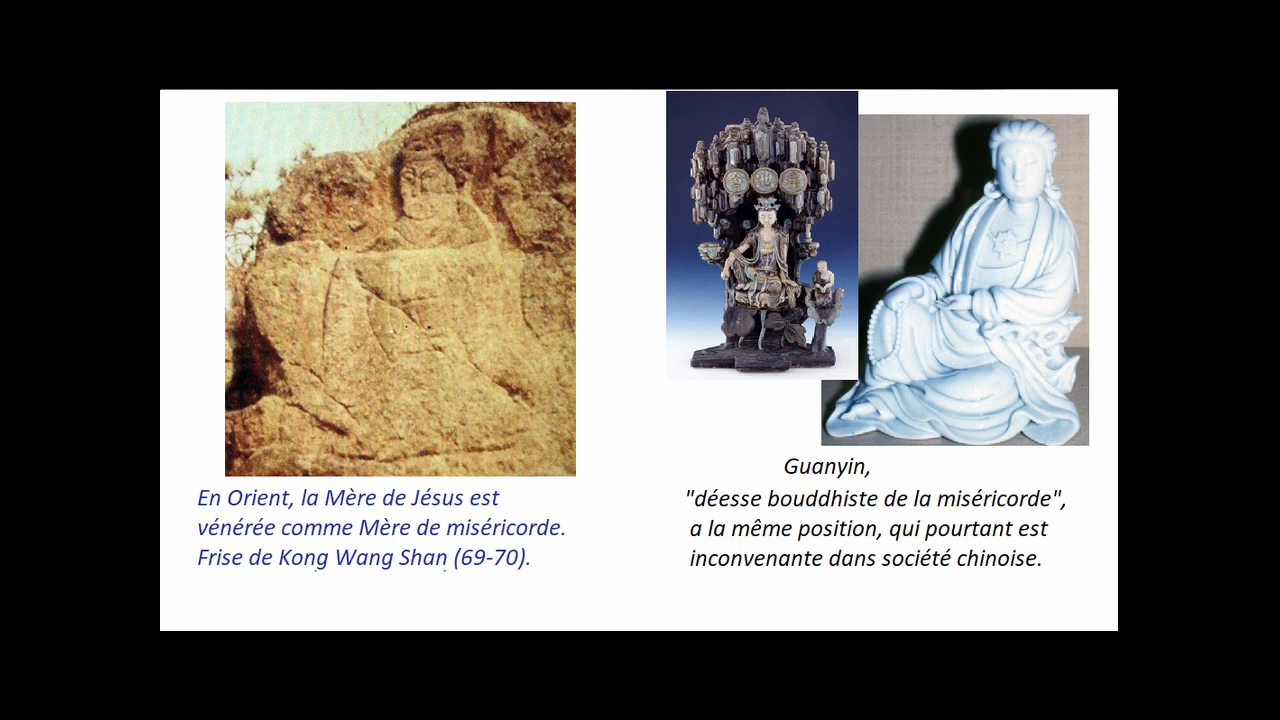 En Orient, la Mère de Jésus est
vénérée comme Mère de miséricorde.
Frise de Kong Wang Shan (69-70).
Guanyin,
"déesse bouddhiste de la miséricorde",
a la même position, qui pourtant est
inconvenante dans société chinoise.